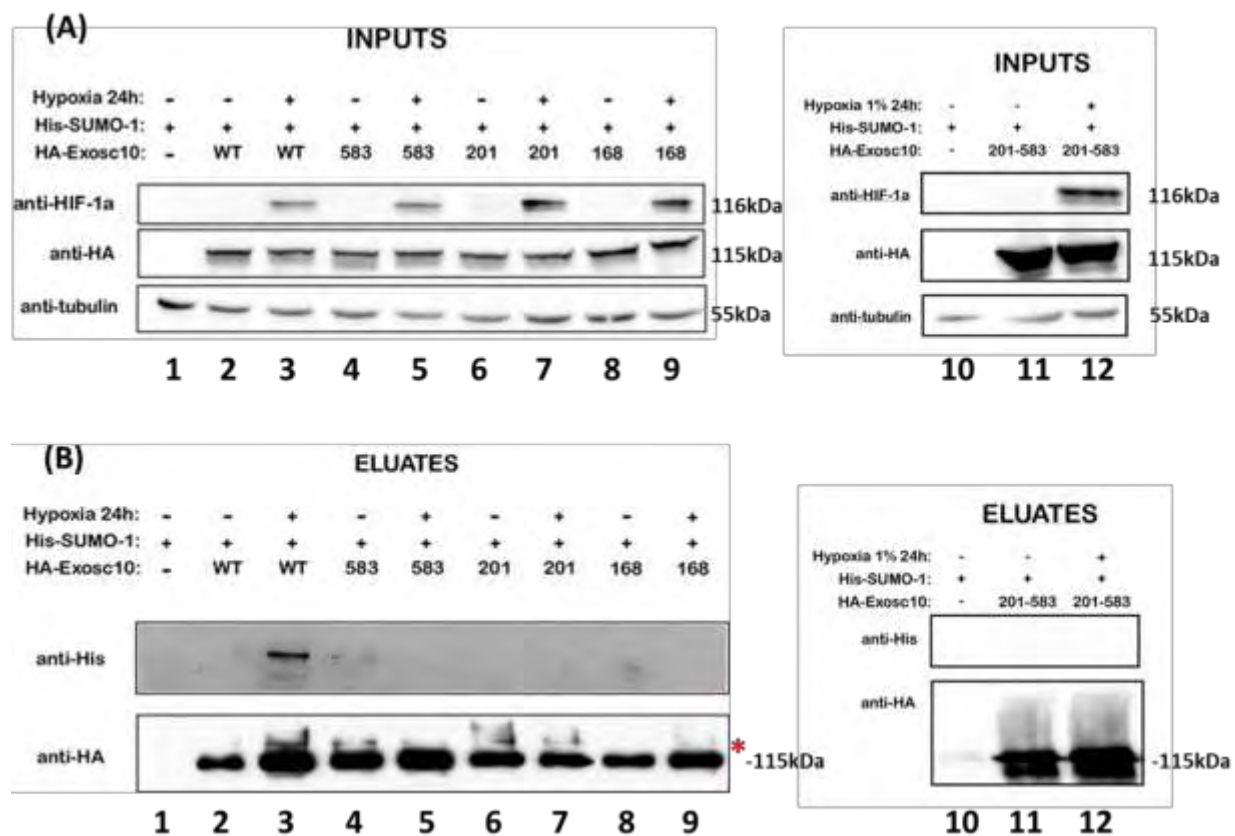 (A)
INPUTS
Hypoxia 24h: - - + - + - + - +
His-SUMO-1: + + + + + + + + +
HA-Exosc10: - WT WT 583 583 201 201 168 168
anti-HIF-1a 116kDa
anti-HA 115kDa
anti-tubulin 55kDa
1 2 3 4 5 6 7 8 9
INPUTS
Hypoxia 1% 24h: - - +
His-SUMO-1: + + +
HA-Exosc10: - 201-583 201-583
anti-HIF-1a 116kDa
anti-HA 115kDa
anti-tubulin 55kDa
10 11 12
(B)
ELUATES
Hypoxia 24h: - - + - + - + - +
His-SUMO-1: + + + + + + + + +
HA-Exosc10: - WT WT 583 583 201 201 168 168
anti-His
anti-HA * -115kDa
1 2 3 4 5 6 7 8 9
ELUATES
Hypoxia 1% 24h: - - +
His-SUMO-1: + + +
HA-Exosc10: - 201-583 201-583
anti-His
anti-HA -115kDa
10 11 12